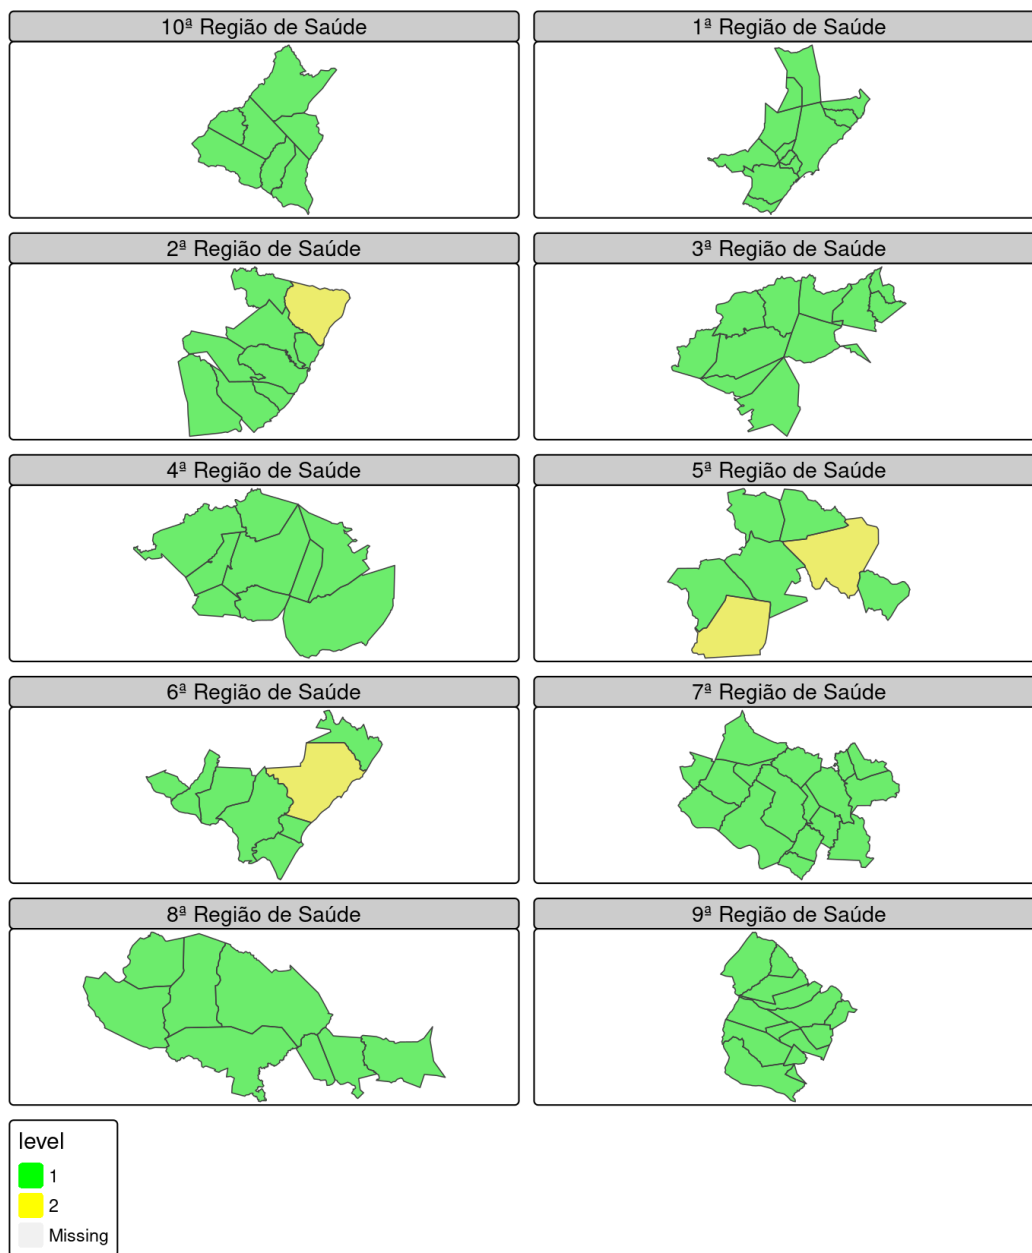 10ª Região de Saúde
1ª Região de Saúde
2ª Região de Saúde
3ª Região de Saúde
4ª Região de Saúde
5ª Região de Saúde
6ª Região de Saúde
7ª Região de Saúde
8ª Região de Saúde
9ª Região de Saúde
level
1
2
Missing